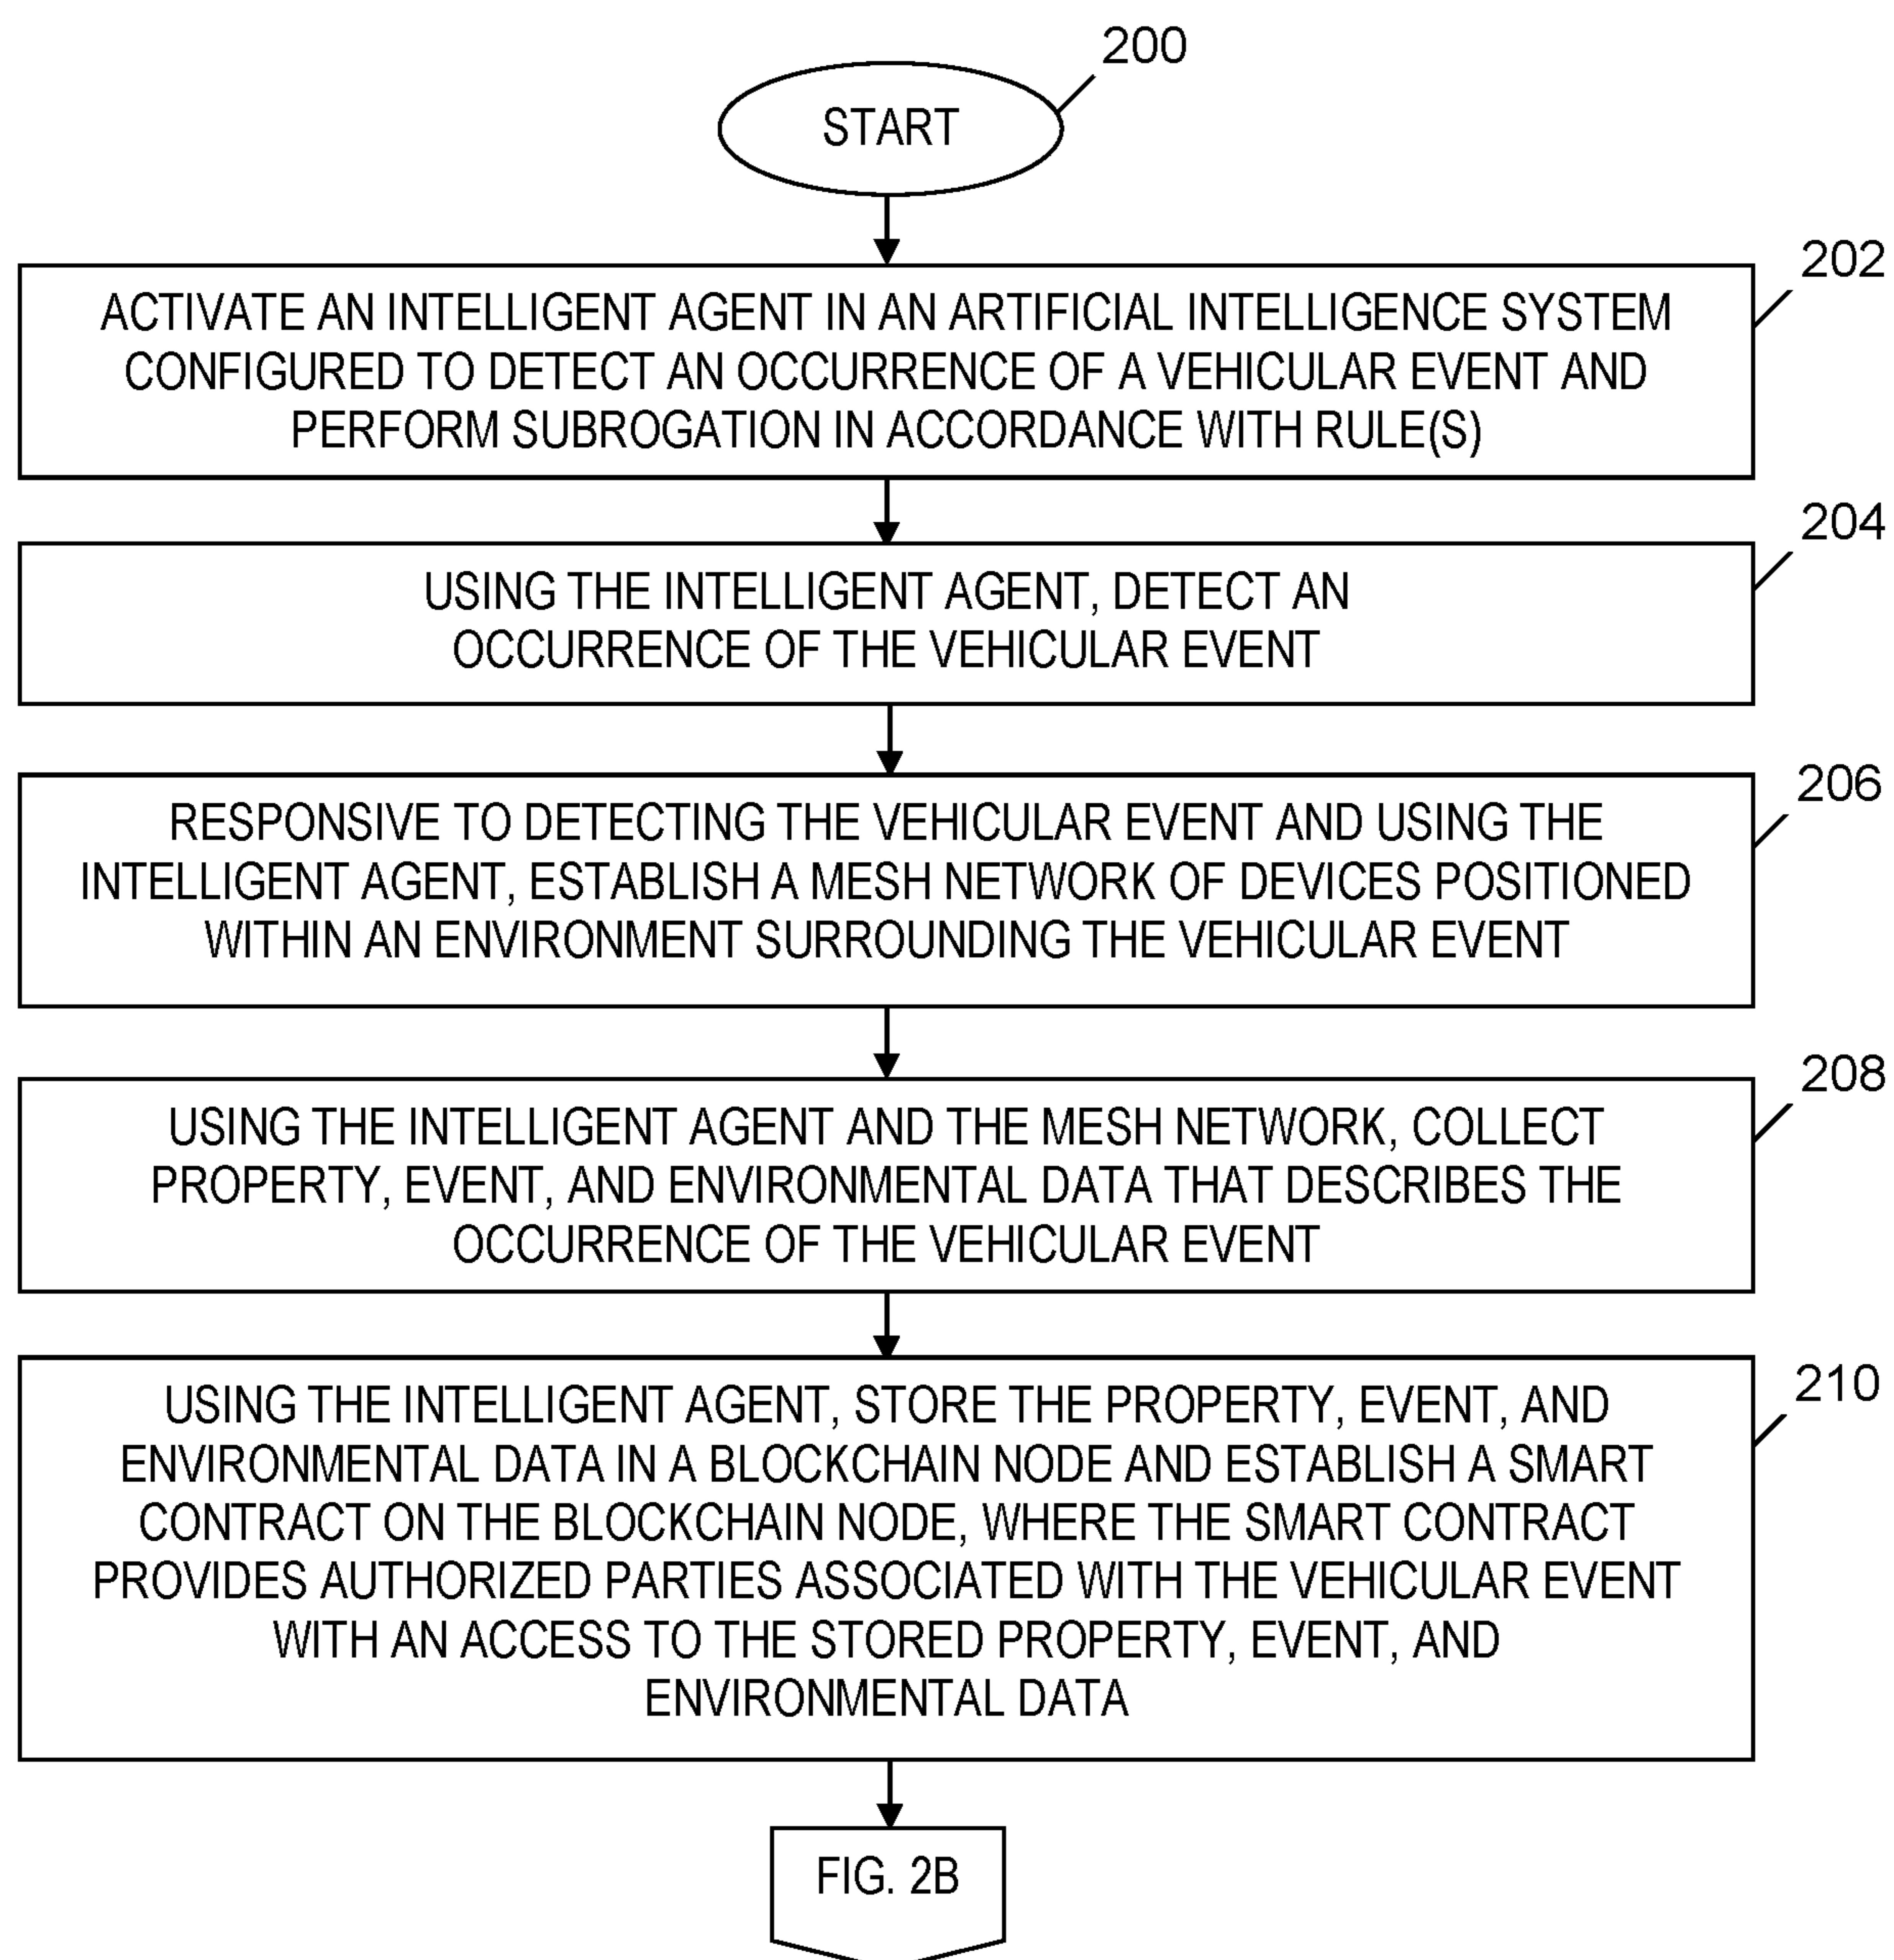 200
START
202
ACTIVATE AN INTELLIGENT AGENT IN AN ARTIFICIAL INTELLIGENCE SYSTEM
CONFIGURED TO DETECT AN OCCURRENCE OF A VEHICULAR EVENT AND
PERFORM SUBROGATION IN ACCORDANCE WITH RULE(S)
204
USING THE INTELLIGENT AGENT, DETECT AN
OCCURRENCE OF THE VEHICULAR EVENT
206
RESPONSIVE TO DETECTING THE VEHICULAR EVENT AND USING THE
INTELLIGENT AGENT, ESTABLISH A MESH NETWORK OF DEVICES POSITIONED
WITHIN AN ENVIRONMENT SURROUNDING THE VEHICULAR EVENT
208
USING THE INTELLIGENT AGENT AND THE MESH NETWORK, COLLECT
PROPERTY, EVENT, AND ENVIRONMENTAL DATA THAT DESCRIBES THE
OCCURRENCE OF THE VEHICULAR EVENT
210
USING THE INTELLIGENT AGENT, STORE THE PROPERTY, EVENT, AND
ENVIRONMENTAL DATA IN A BLOCKCHAIN NODE AND ESTABLISH A SMART
CONTRACT ON THE BLOCKCHAIN NODE, WHERE THE SMART CONTRACT
PROVIDES AUTHORIZED PARTIES ASSOCIATED WITH THE VEHICULAR EVENT
WITH AN ACCESS TO THE STORED PROPERTY, EVENT, AND
ENVIRONMENTAL DATA
FIG. 2B